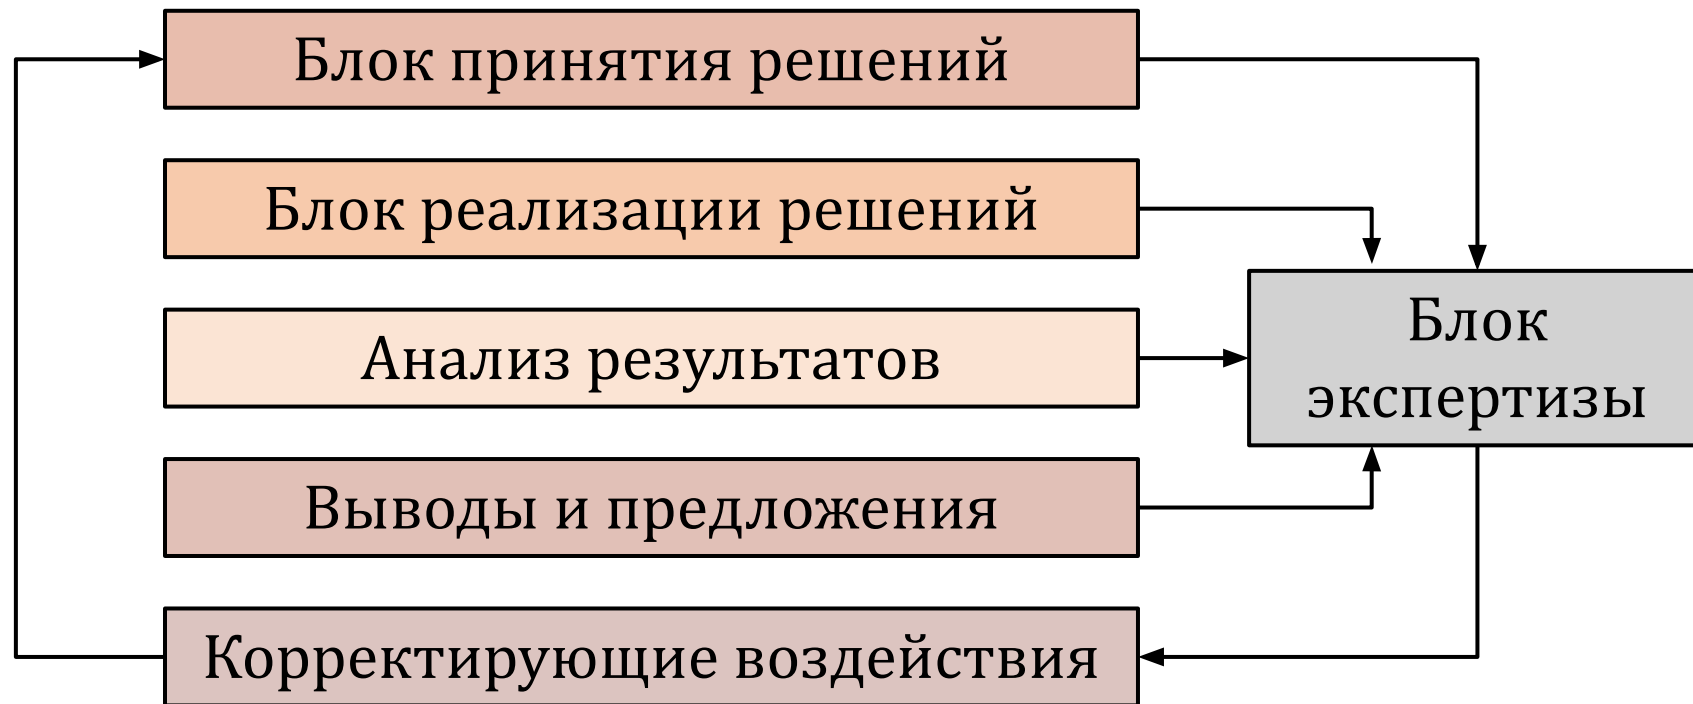 Блок принятия решений
Блок реализации решений
Анализ результатов
Блок
экспертизы
Выводы и предложения
Корректирующие воздействия